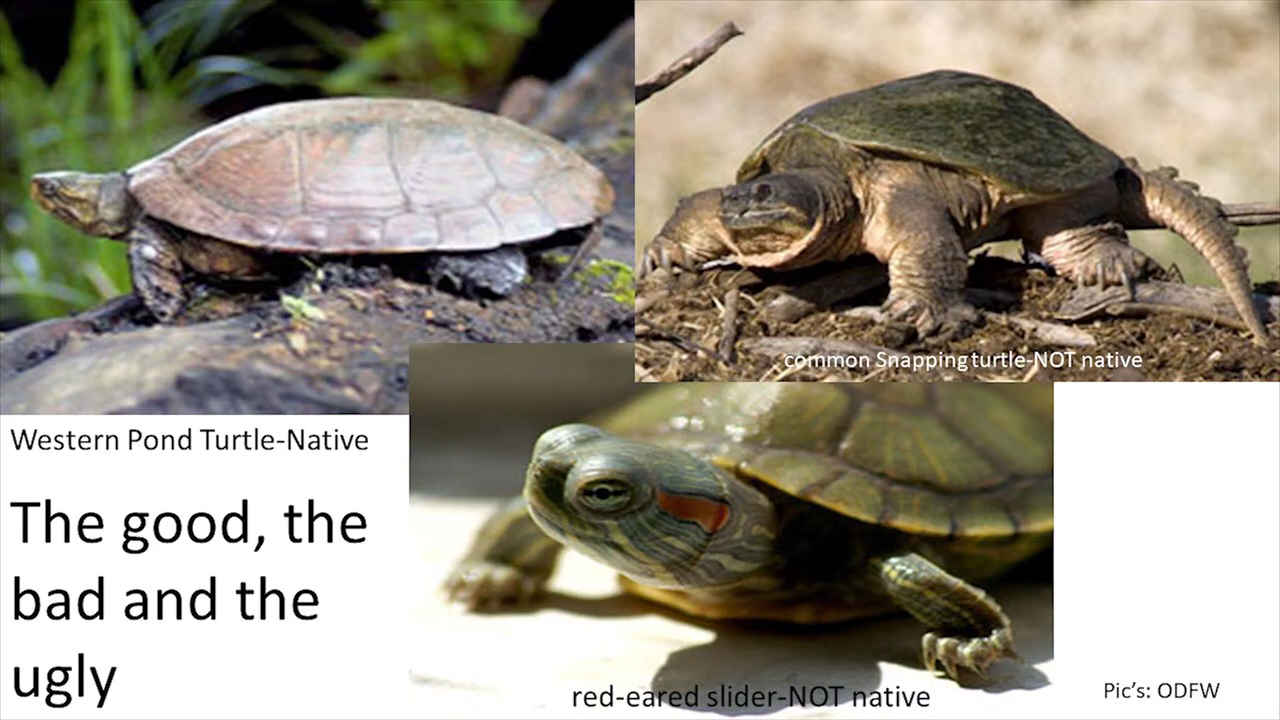 common Snapping turtle-NOT native
Western Pond Turtle-Native
The good, the
bad and the
ugly
red-eared slider-NOT native
Pic's: ODFW